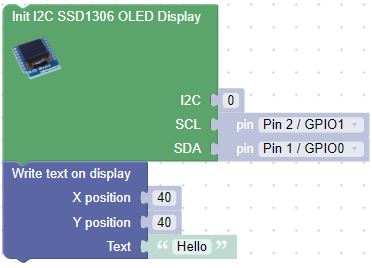 Init I2C SSD1306 OLED Display
I2C 0
SCL pin Pin 2 / GPIO1
SDA pin Pin 1 / GPIO0
Write text on display
X position 40
Y position 40
Text “ Hello ”